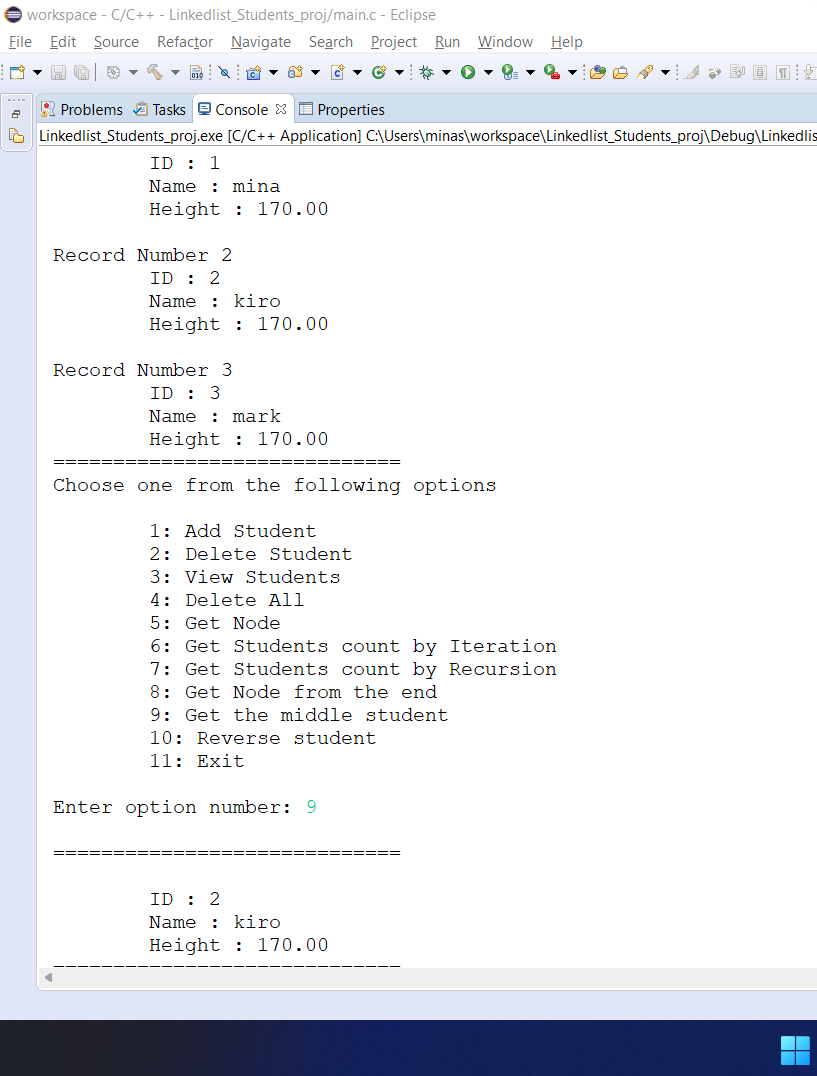 workspace - C/C++ - Linkedlist_Students_proj/main.c - Eclipse
File Edit Source Refactor Navigate Search Project Run Window Help
010
Problems Tasks Console Properties
Linkedlist_Students_proj.exe [C/C++ Application] C:\Users\minas\workspace\Linkedlist_Students_proj\Debug\Linkedlis
ID : 1
Name : mina
Height : 170.00
Record Number 2
ID : 2
Name : kiro
Height : 170.00
Record Number 3
ID : 3
Name : mark
Height : 170.00
=============================
Choose one from the following options
1: Add Student
2: Delete Student
3: View Students
4: Delete All
5: Get Node
6: Get Students count by Iteration
7: Get Students count by Recursion
8: Get Node from the end
9: Get the middle student
10: Reverse student
11: Exit
Enter option number: 9
=============================
ID : 2
Name : kiro
Height : 170.00
=============================